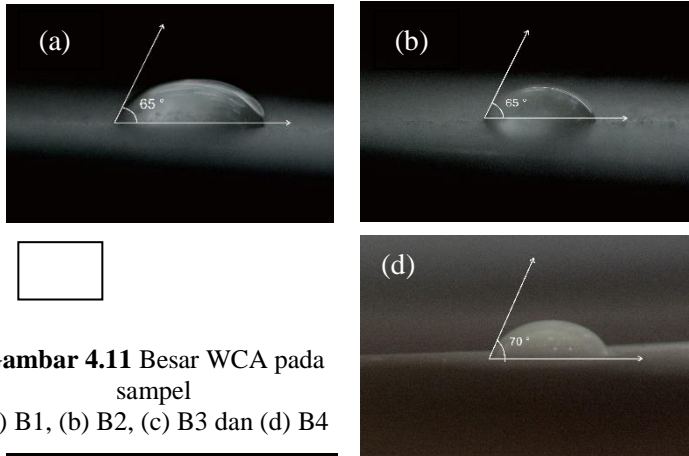 (a)
65 °
(b)
65 °
(d)
70 °
ambar 4.11 Besar WCA pada
sampel
) B1, (b) B2, (c) B3 dan (d) B4